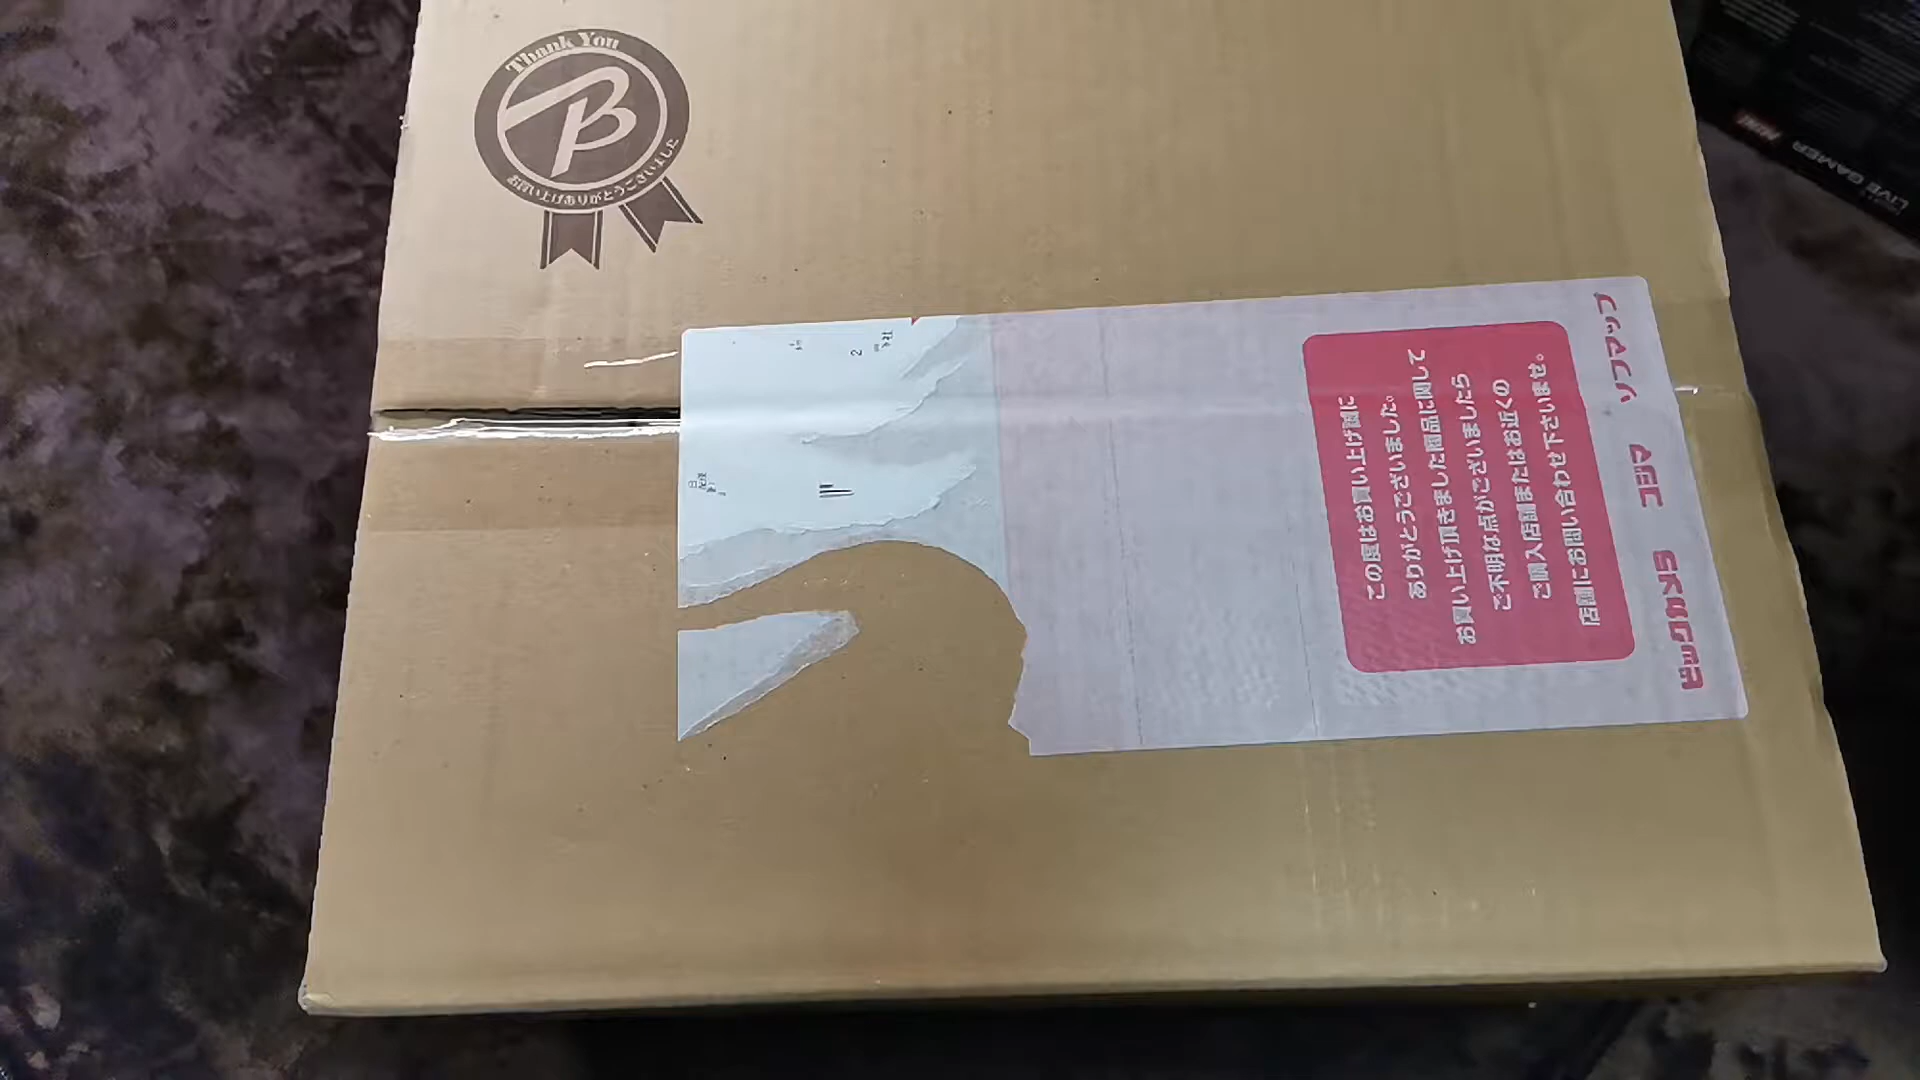 Thank You
B
お買い上げありがとうございました
この度はお買い上げ誠に
ありがとうございました。
お買い上げ頂きました商品に関して
ご不明な点がございましたら
ご購入店舗またはお近くの
店舗にお問い合わせ下さいませ。
ビックカメラ コジマ ソフマップ
2
LIVE GAMER